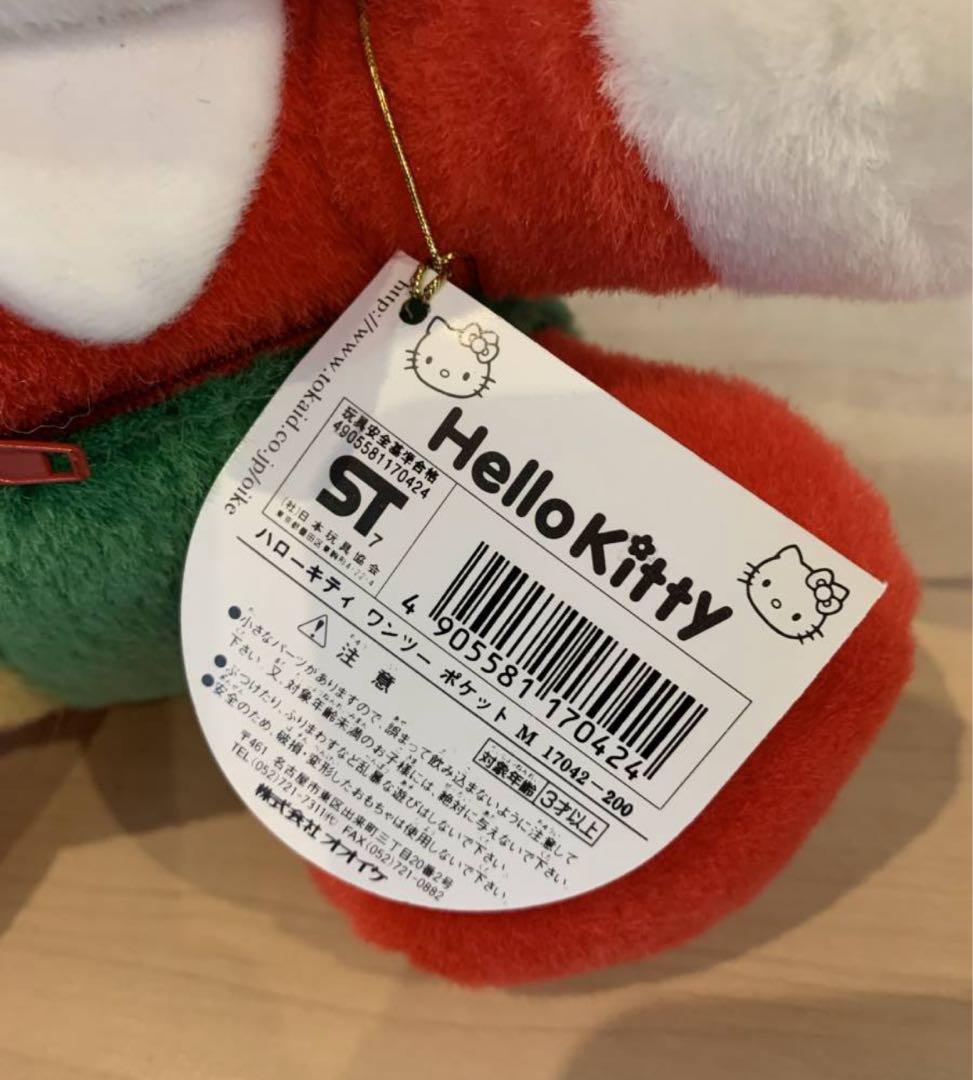 http://www.tokaid.co.jp/oike
Hello Kitty
玩具安全基準合格
4905581170424
ST
7
(社)日本玩具協会
4 905581 170424
ハローキティ ワンツー ポケット M 17042-200
注意
対象年齢 3才以上
●小さなパーツがありますので、誤まって飲み込まないように注意して
下さい。又、対象年齢未満のお子様には、絶対に与えないで下さい。
●ぶつけたり、ふりまわすなど乱暴な遊びはしないで下さい。
●安全のため、破損・変形したおもちゃは使用しないで下さい。
〒461 名古屋市東区出来町三丁目20番2号
TEL(052)721-7311㈹ FAX(052)721-0882
株式会社オオイケ